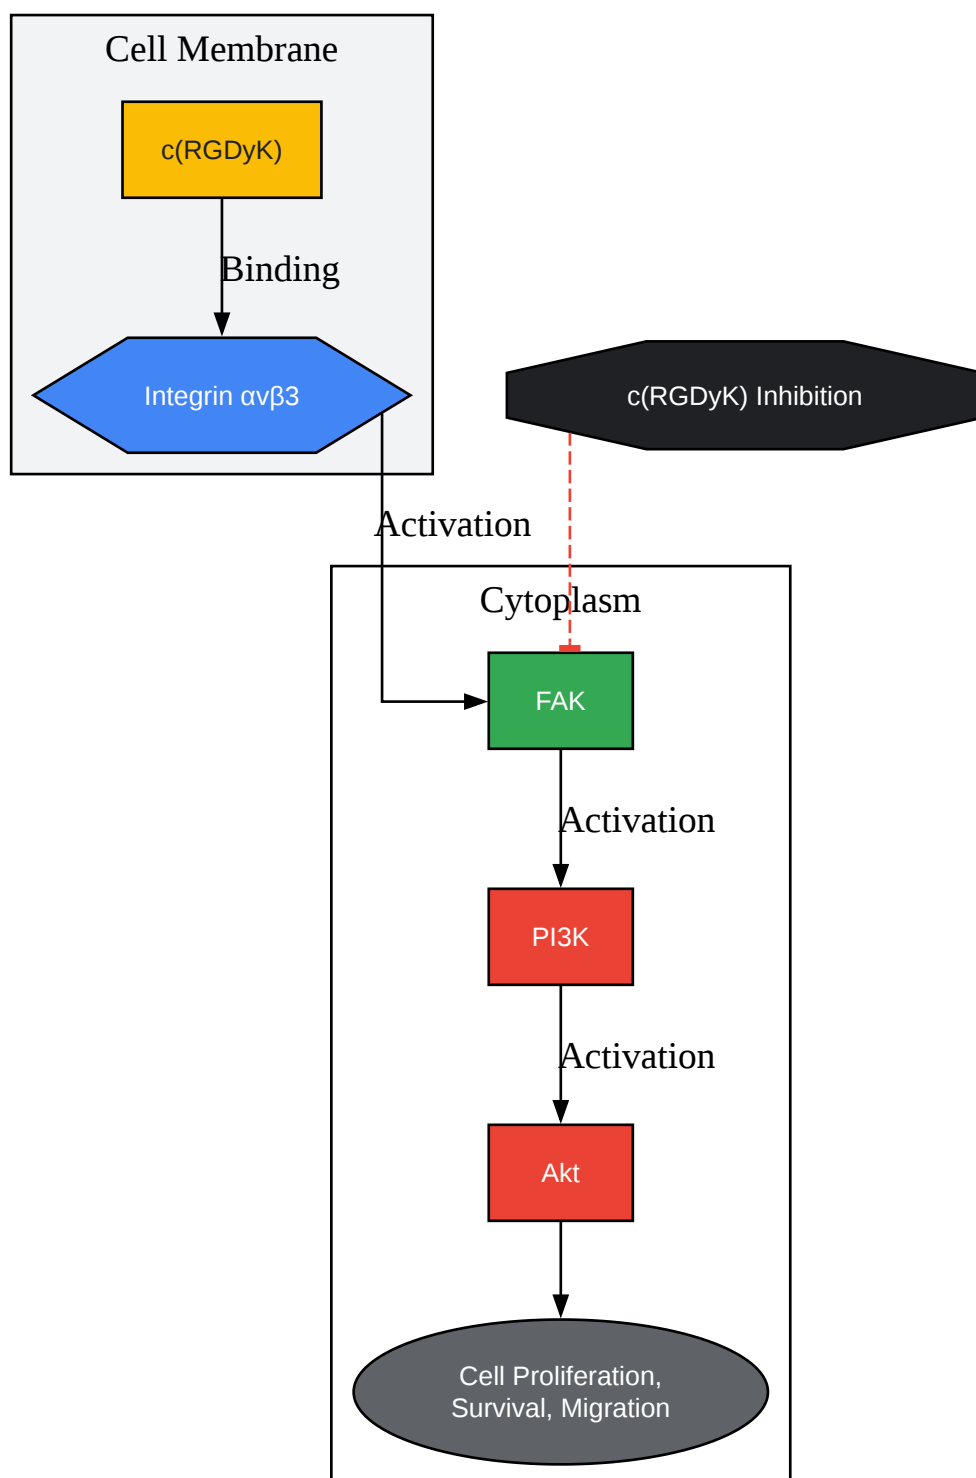 Cell Membrane
c(RGDyK)
Binding
Integrin αvβ3
c(RGDyK) Inhibition
Activation
Cytoplasm
FAK
Activation
PI3K
Activation
Akt
Cell Proliferation,
Survival, Migration